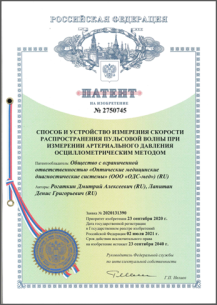 РОССИЙСКАЯ ФЕДЕРАЦИЯ
ПАТЕНТ
НА ИЗОБРЕТЕНИЕ
№ 2750745
СПОСОБ И УСТРОЙСТВО ИЗМЕРЕНИЯ СКОРОСТИ
РАСПРОСТРАНЕНИЯ ПУЛЬСОВОЙ ВОЛНЫ ПРИ
ИЗМЕРЕНИИ АРТЕРИАЛЬНОГО ДАВЛЕНИЯ
ОСЦИЛЛОМЕТРИЧЕСКИМ МЕТОДОМ
Патентообладатель: Общество с ограниченной
ответственностью «Оптические медицинские
диагностические системы» (RU)
Авторы: Рогаткин Дмитрий Алексеевич (RU), Лапитан
Денис Григорьевич (RU)
Заявка № 2020131390
Приоритет изобретения 23 сентября 2020 г.
Дата государственной регистрации
в Государственном реестре изобретений
Российской Федерации 02 июля 2021 г.
Срок действия исключительного права
на изобретение истекает 23 сентября 2040 г.
Руководитель Федеральной службы
по интеллектуальной собственности
Г.П. Ивлиев